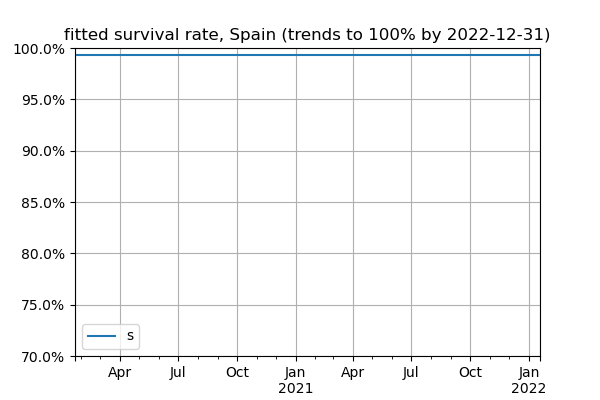 fitted survival rate, Spain (trends to 100% by 2022-12-31)
100.0%
95.0%
90.0%
85.0%
80.0%
75.0%
70.0%
s
Apr Jul Oct Jan Apr Jul Oct Jan
2021 2022